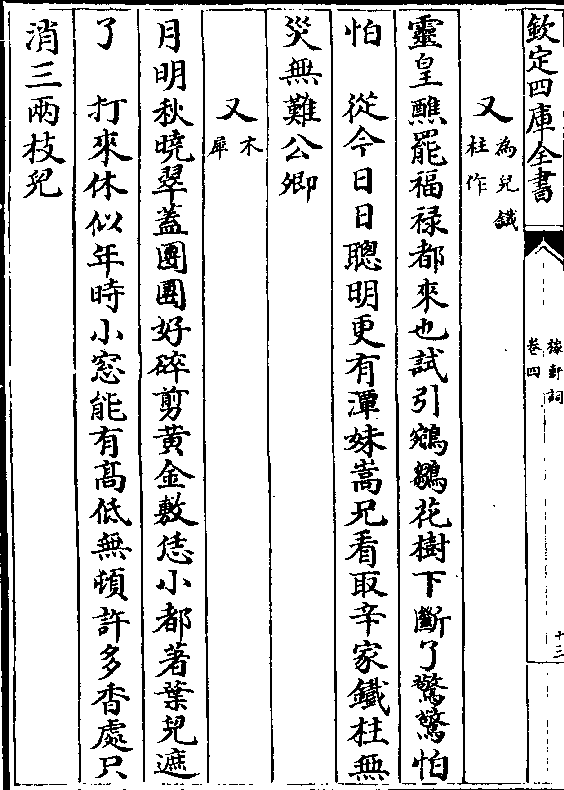 欽定四庫全書
稼軒詞
卷四
十三
又為兒鐵柱作
靈皇醮罷福祿都來也試引鵷鶵花樹下斷了驚驚怕
怕　從今日日聰明更有潭妹嵩兄看取辛家鐵柱無
災無難公卿
又木犀
月明秋曉翠蓋團團好碎剪黄金敷恁小都著葉兒遮
了　打來休似年時小窓能有髙低無頓許多香處只
消三兩枝兒